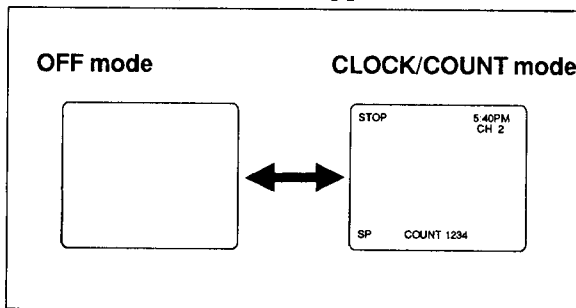 OFF mode
CLOCK/COUNT mode
STOP 5:40PM
CH 2
SP COUNT 1234